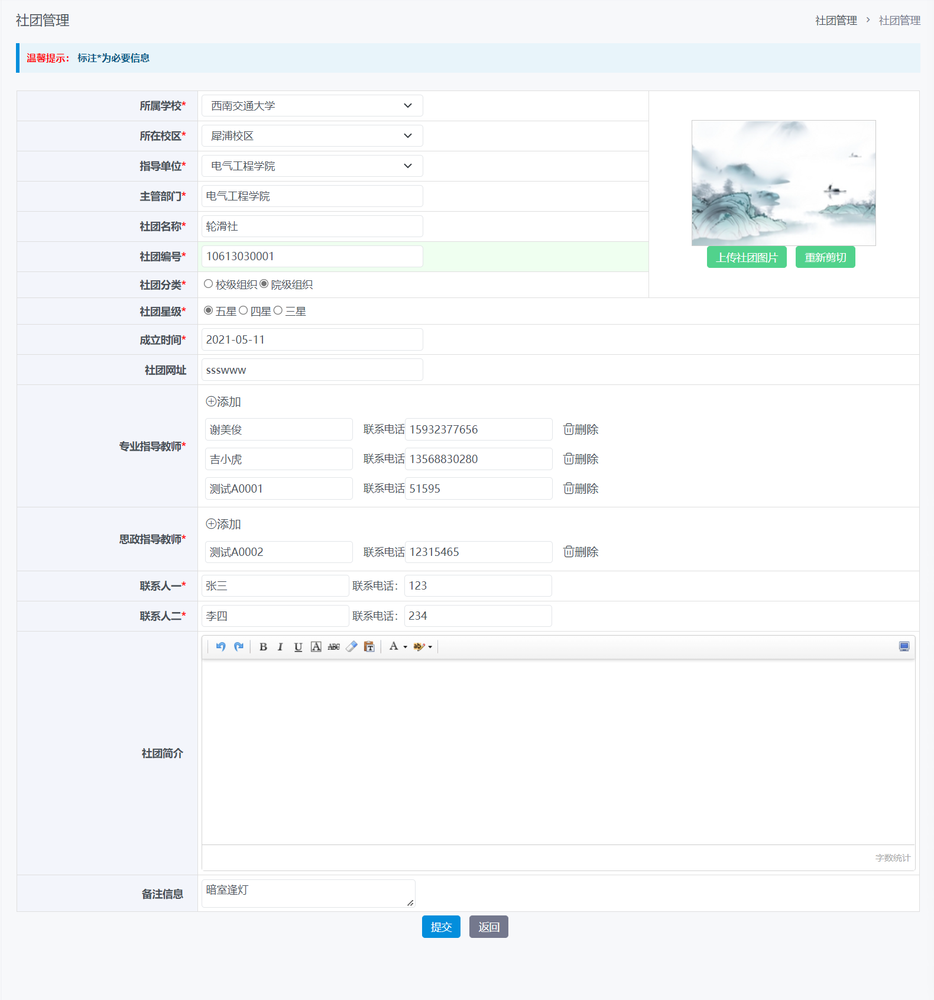 社团管理
社团管理 > 社团管理
温馨提示： 标注*为必要信息
所属学校* 西南交通大学
所在校区* 犀浦校区
指导单位* 电气工程学院
主管部门* 电气工程学院
社团名称* 轮滑社
社团编号* 10613030001
上传社团图片 重新剪切
社团分类* 校级组织 院级组织
社团星级* 五星 四星 三星
成立时间* 2021-05-11
社团网址 ssswww
专业指导教师*
添加
谢美俊 联系电话 15932377656 删除
吉小虎 联系电话 13568830280 删除
测试A0001 联系电话 51595 删除
思政指导教师*
添加
测试A0002 联系电话 12315465 删除
联系人一* 张三 联系电话： 123
联系人二* 李四 联系电话： 234
B I U A ABC T A ab
社团简介
字数统计
备注信息 暗室逢灯
提交 返回